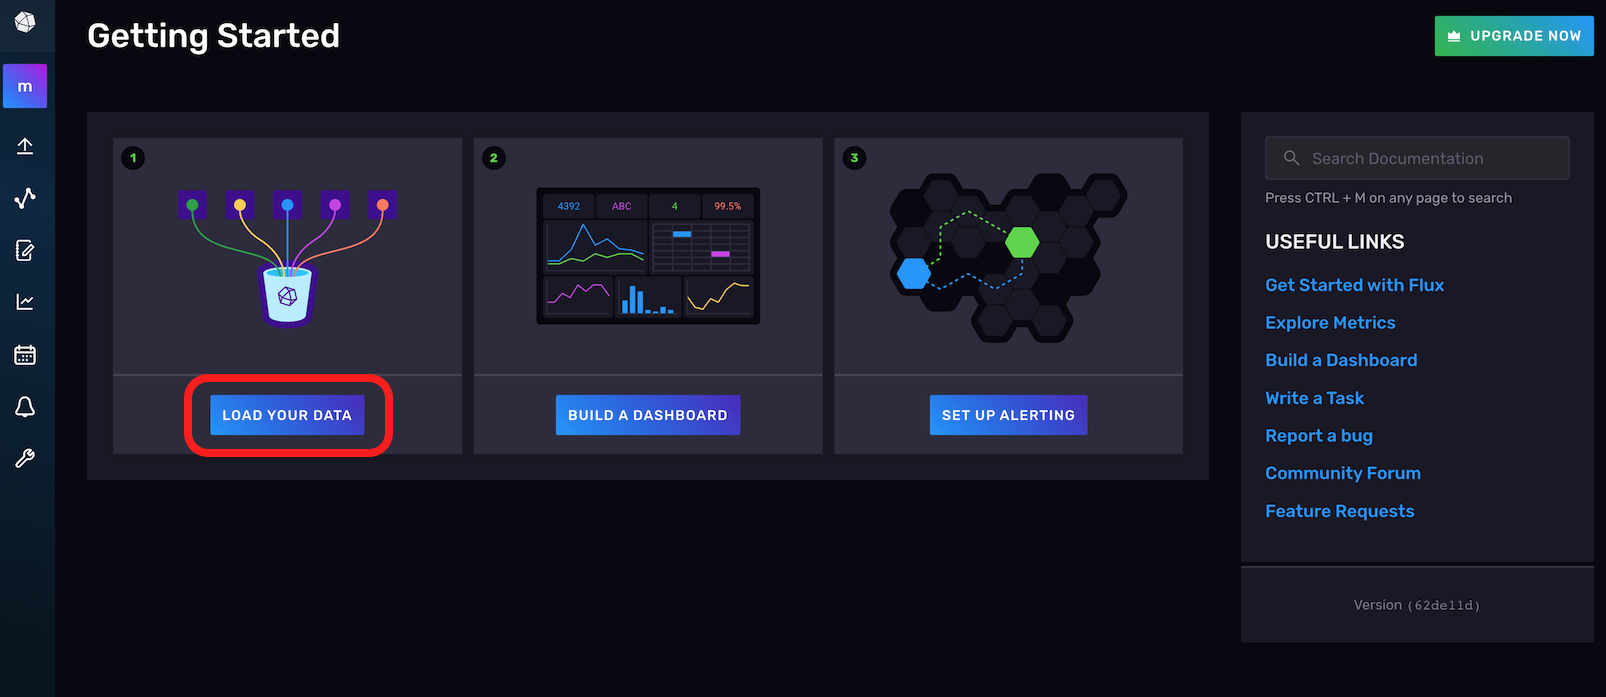 Getting Started
UPGRADE NOW
m
1
2
4392 ABC 4 99.5%
3
LOAD YOUR DATA
BUILD A DASHBOARD
SET UP ALERTING
Search Documentation
Press CTRL + M on any page to search
USEFUL LINKS
Get Started with Flux
Explore Metrics
Build a Dashboard
Write a Task
Report a bug
Community Forum
Feature Requests
Version (62de11d)